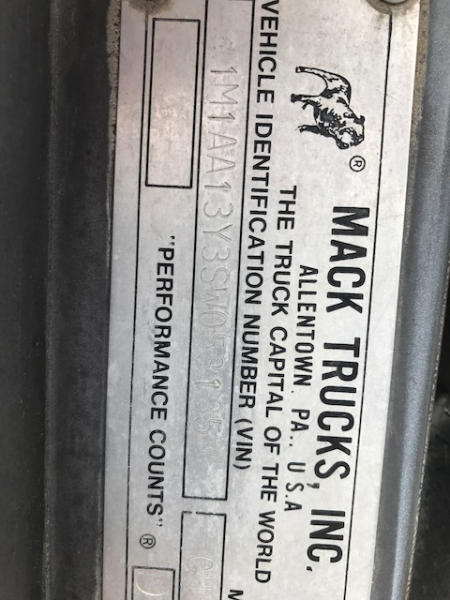 MACK TRUCKS, INC.
ALLENTOWN, PA., U.S.A
THE TRUCK CAPITAL OF THE WORLD
VEHICLE IDENTIFICATION NUMBER (VIN)
"PERFORMANCE COUNTS" ®
®